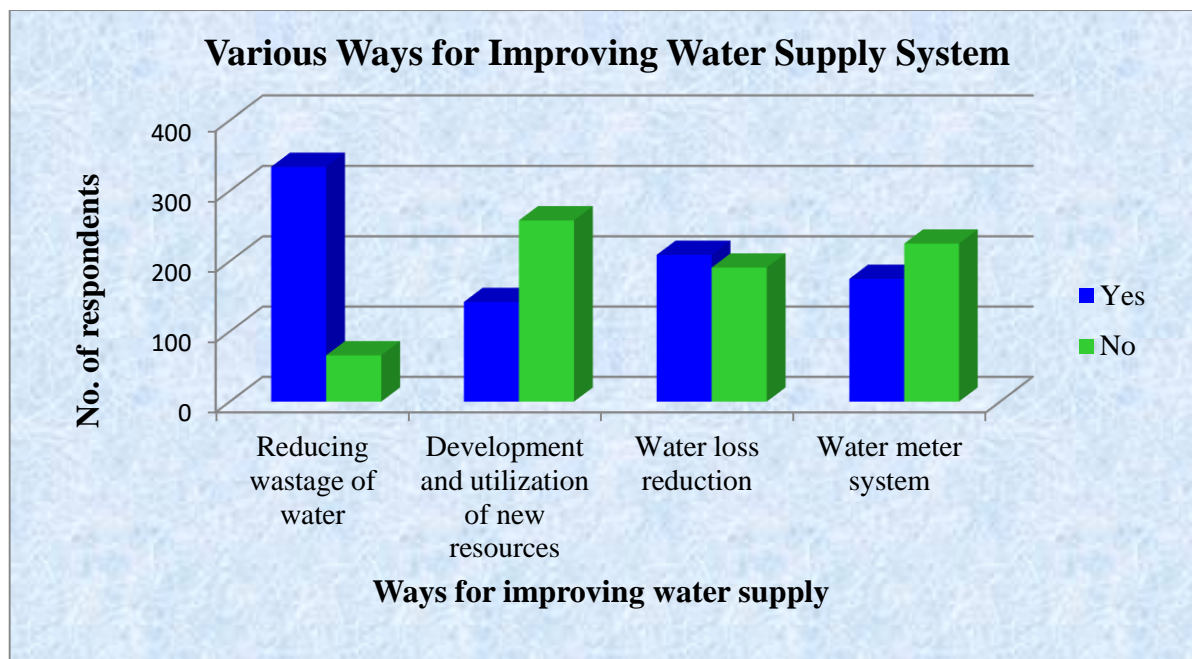 Various Ways for Improving Water Supply System
No. of respondents
400
300
200
100
0
Reducing
wastage of
water
Development
and utilization
of new
resources
Water loss
reduction
Water meter
system
Ways for improving water supply
Yes
No